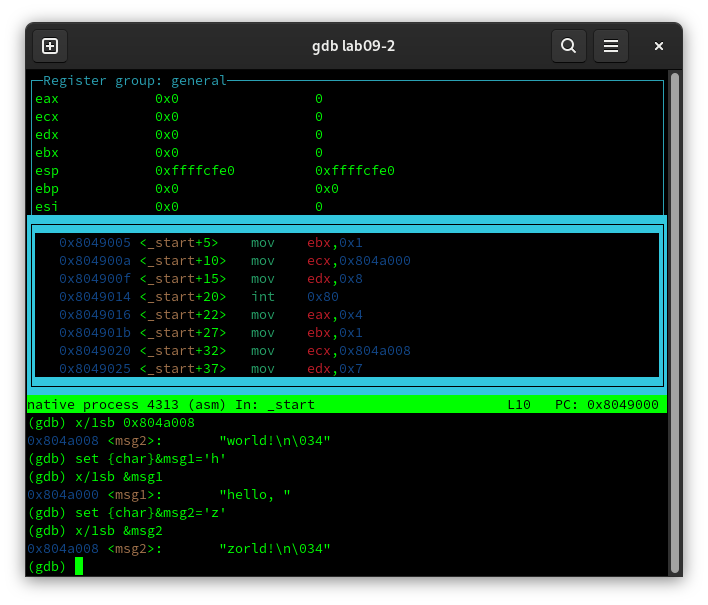 gdb lab09-2
Register group: general
eax 0x0 0
ecx 0x0 0
edx 0x0 0
ebx 0x0 0
esp 0xffffcfe0 0xffffcfe0
ebp 0x0 0x0
esi 0x0 0
0x8049005 <_start+5> mov ebx,0x1
0x804900a <_start+10> mov ecx,0x804a000
0x804900f <_start+15> mov edx,0x8
0x8049014 <_start+20> int 0x80
0x8049016 <_start+22> mov eax,0x4
0x804901b <_start+27> mov ebx,0x1
0x8049020 <_start+32> mov ecx,0x804a008
0x8049025 <_start+37> mov edx,0x7
native process 4313 (asm) In: _start L10 PC: 0x8049000
(gdb) x/1sb 0x804a008
0x804a008 <msg2>: "world!\n\034"
(gdb) set {char}&msg1='h'
(gdb) x/1sb &msg1
0x804a000 <msg1>: "hello, "
(gdb) set {char}&msg2='z'
(gdb) x/1sb &msg2
0x804a008 <msg2>: "zorld!\n\034"
(gdb)